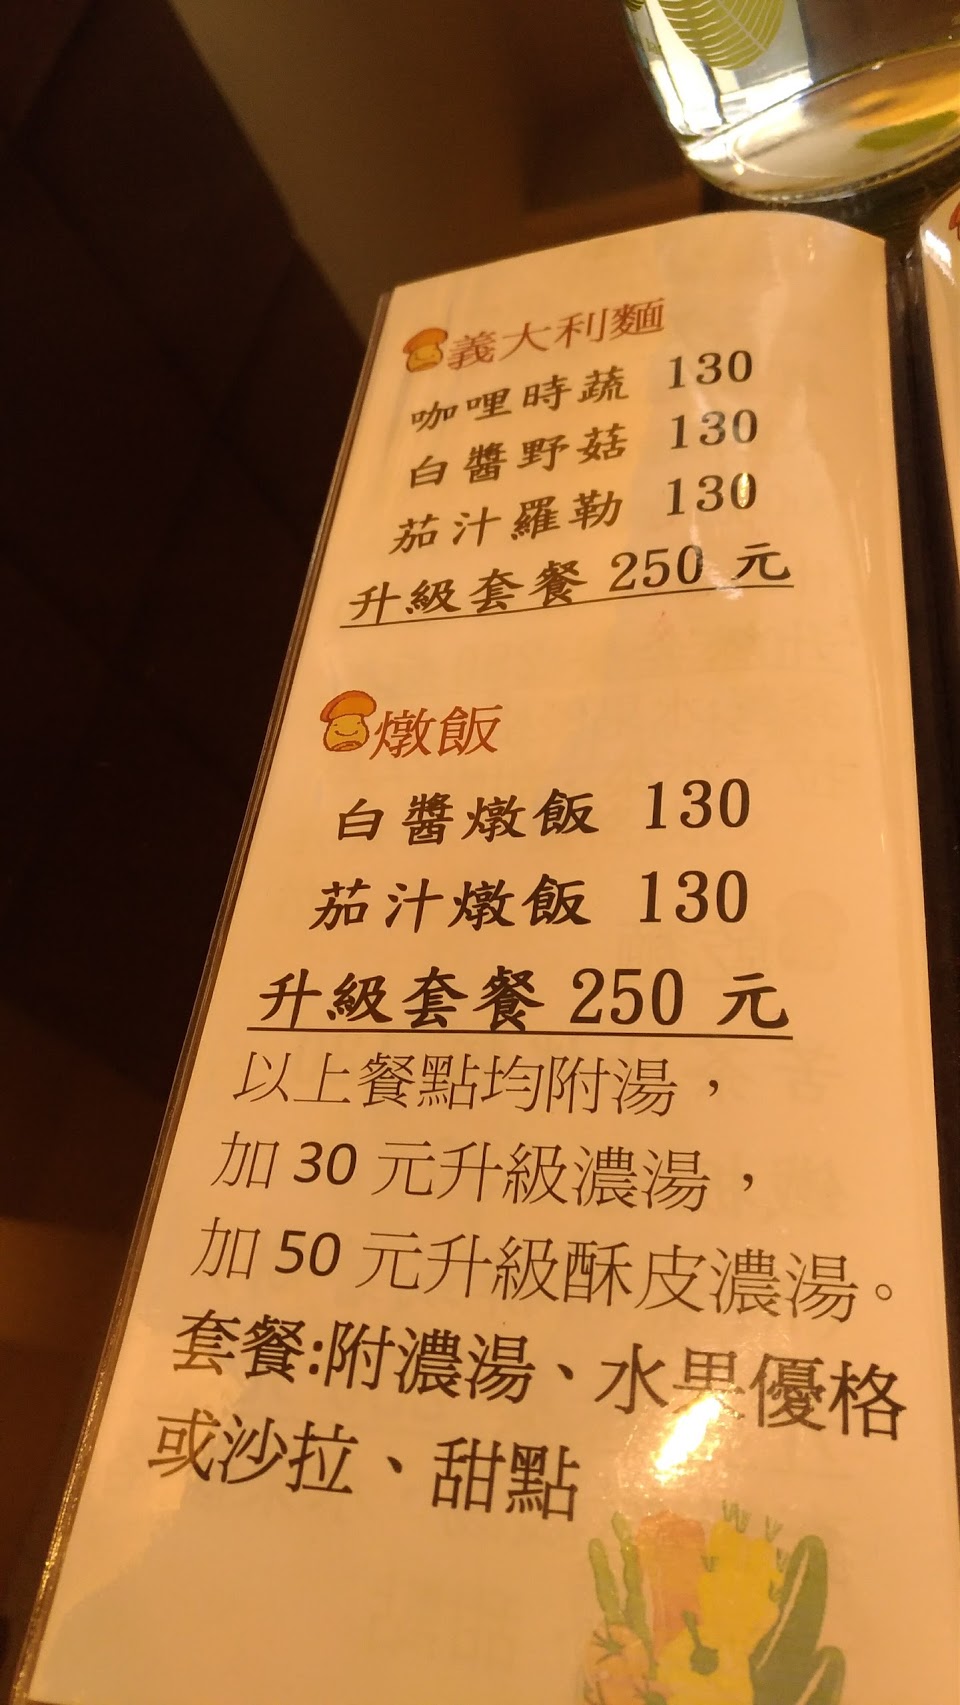 義大利麵
咖哩時蔬 130
白醬野菇 130
茄汁羅勒 130
升級套餐 250 元
燉飯
白醬燉飯 130
茄汁燉飯 130
升級套餐 250 元
以上餐點均附湯，
加 30 元升級濃湯，
加 50 元升級酥皮濃湯。
套餐:附濃湯、水果優格
或沙拉、甜點